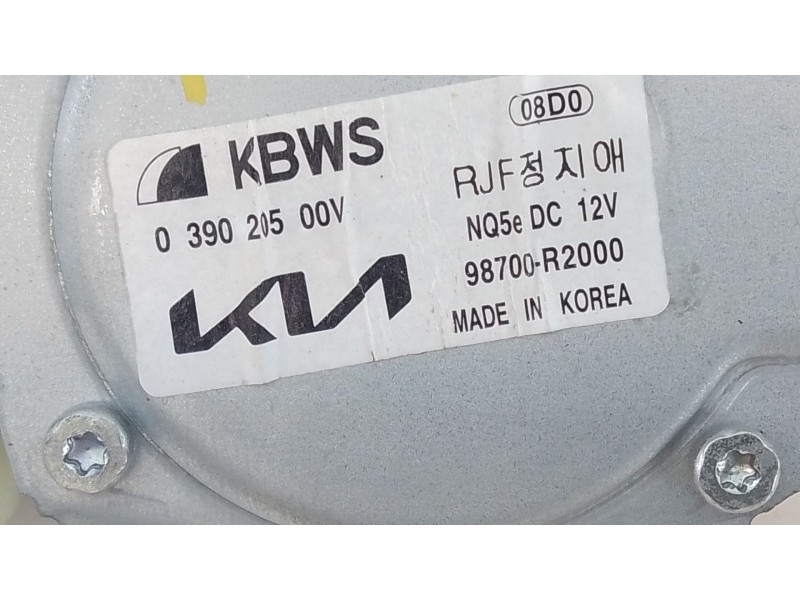 KBWS
0 390 205 00V
KIA
08D0
RJF정지애
NQ5e DC 12V
98700-R2000
MADE IN KOREA